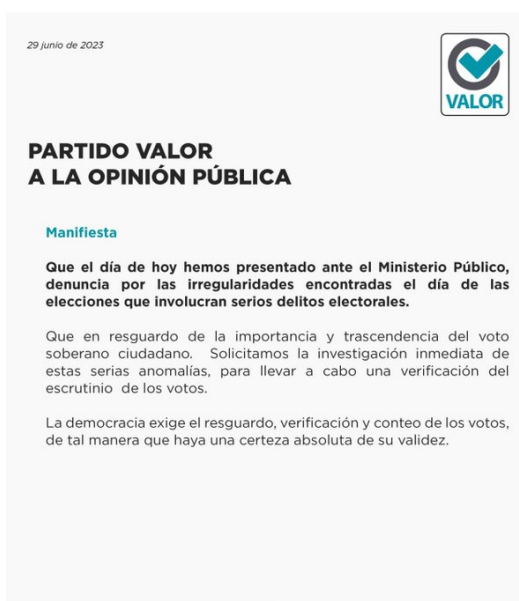 29 junio de 2023
VALOR
PARTIDO VALOR
A LA OPINIÓN PÚBLICA
Manifiesta
Que el día de hoy hemos presentado ante el Ministerio Público,
denuncia por las irregularidades encontradas el día de las
elecciones que involucran serios delitos electorales.
Que en resguardo de la importancia y trascendencia del voto
soberano ciudadano. Solicitamos la investigación inmediata de
estas serias anomalías, para llevar a cabo una verificación del
escrutinio de los votos.
La democracia exige el resguardo, verificación y conteo de los votos,
de tal manera que haya una certeza absoluta de su validez.